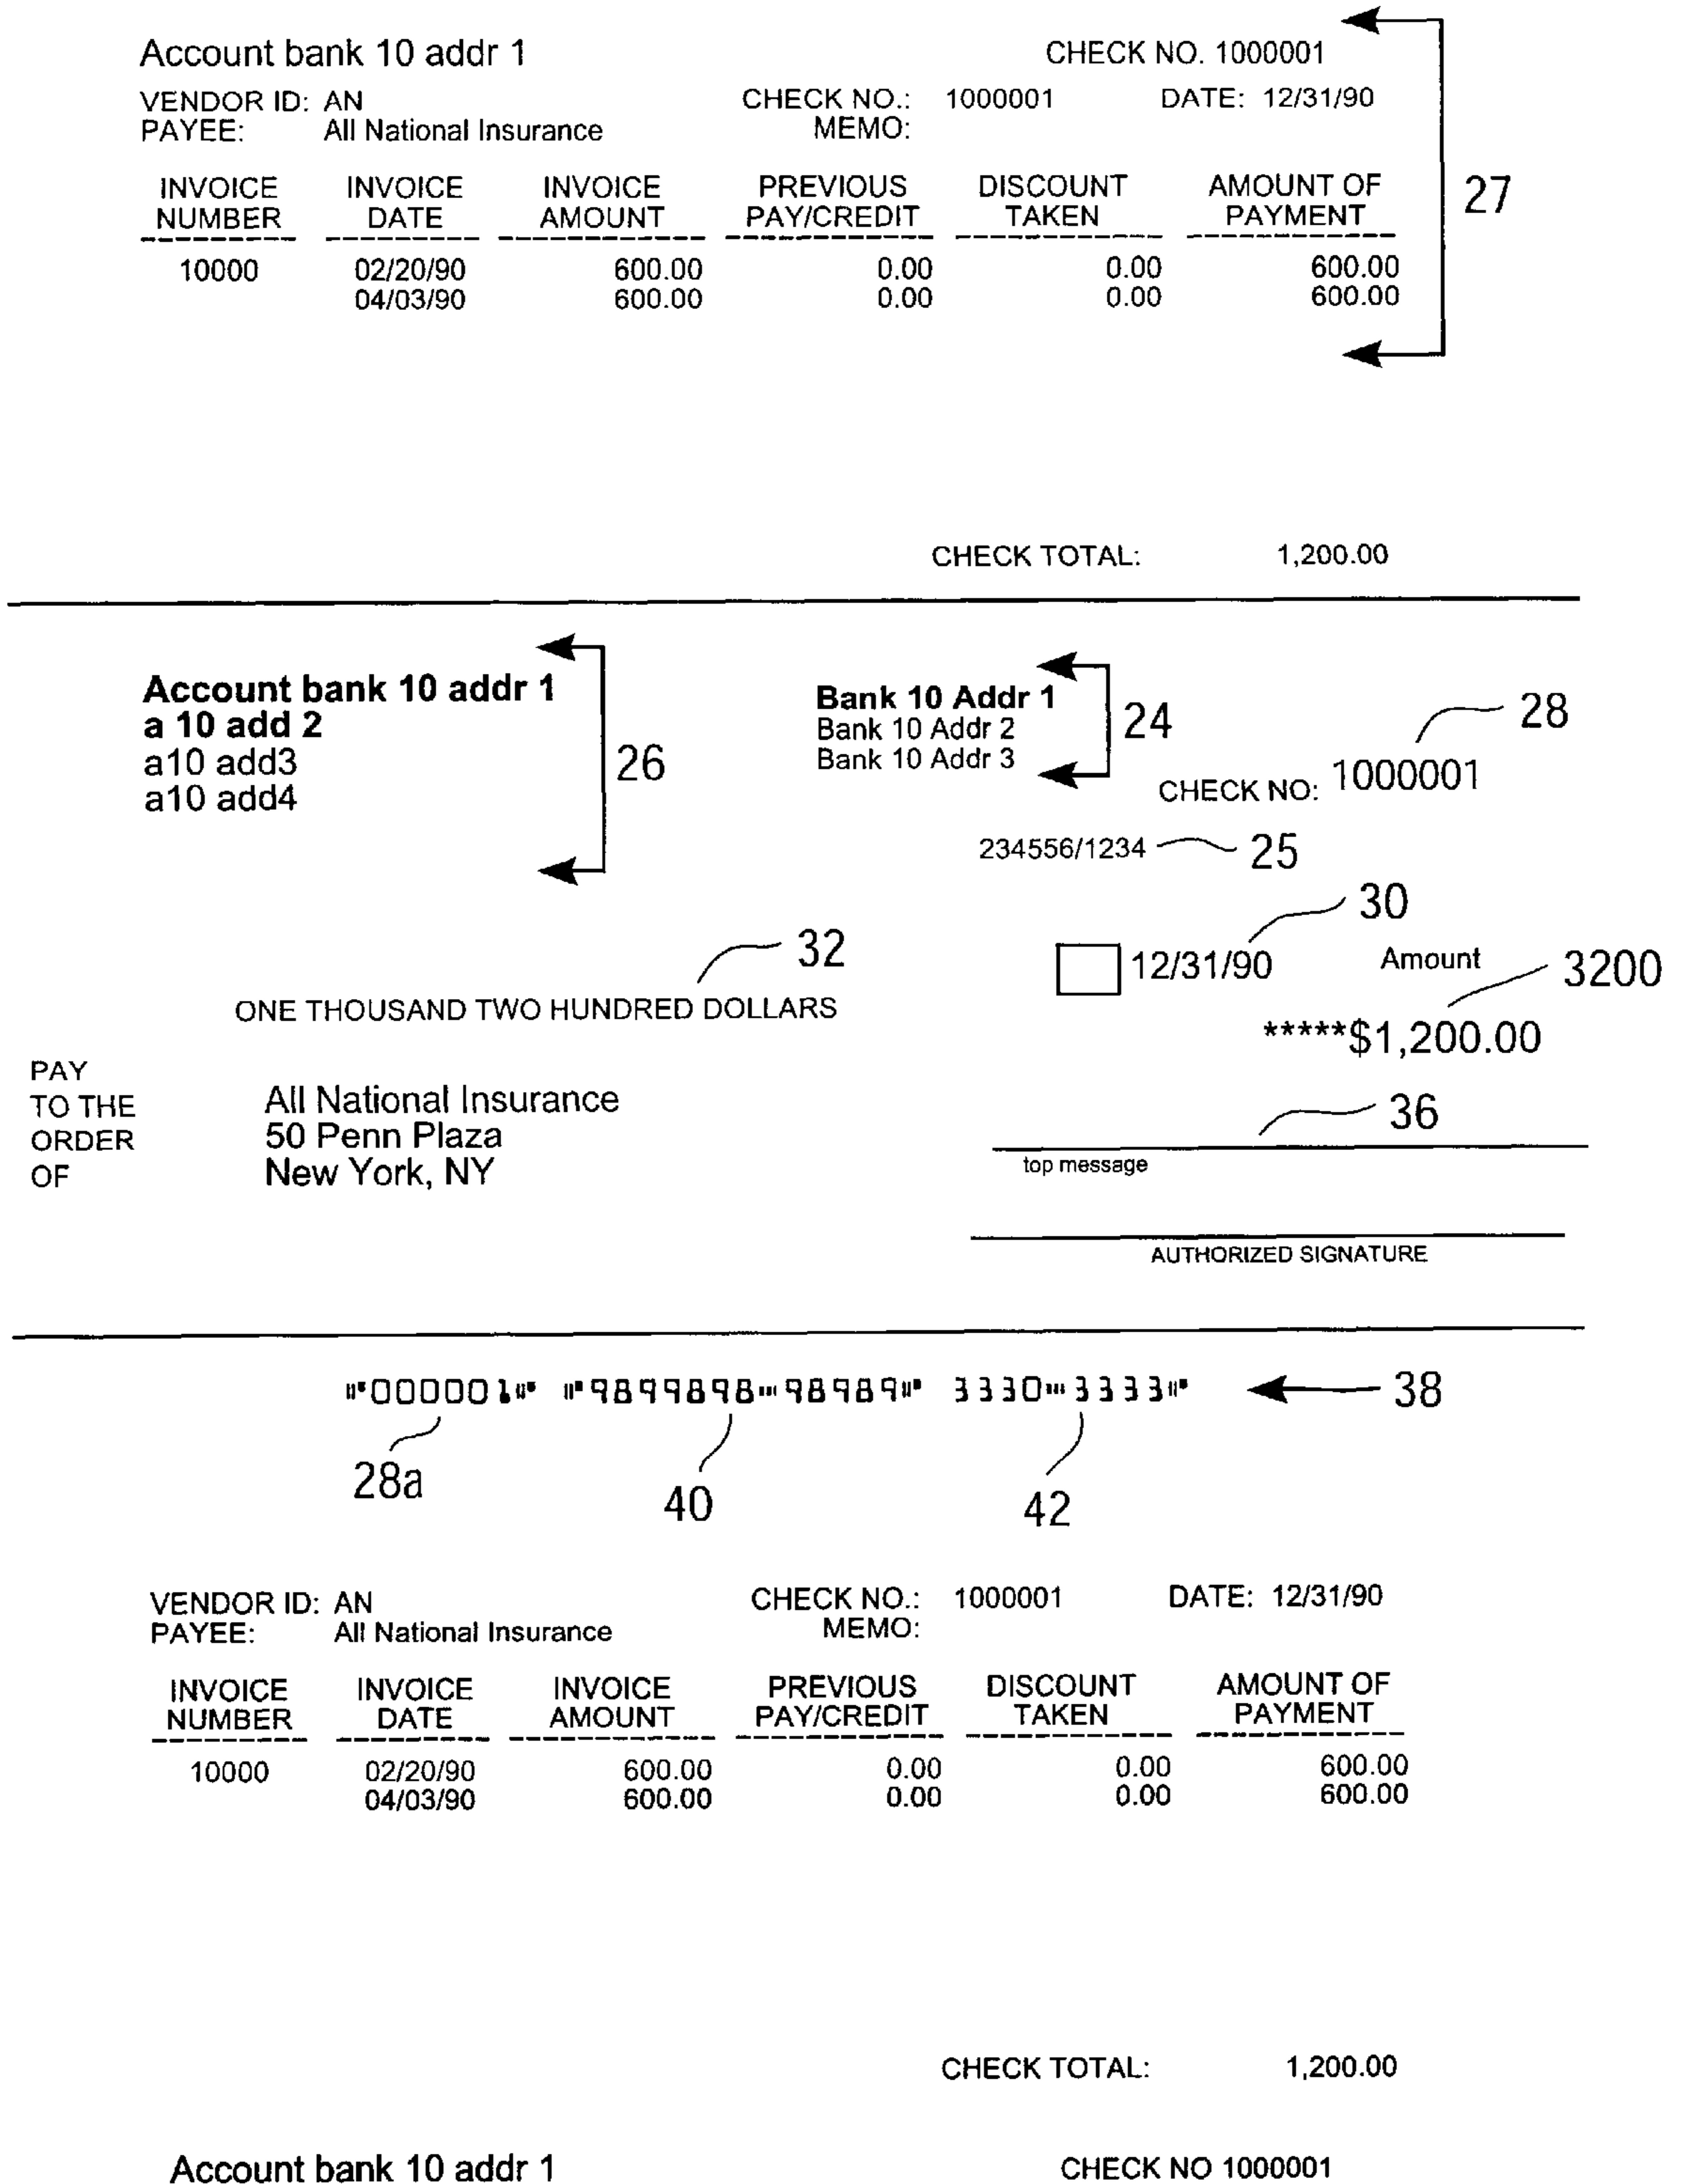 Account bank 10 addr 1 CHECK NO. 1000001
VENDOR ID: AN CHECK NO.: 1000001 DATE: 12/31/90
PAYEE: All National Insurance MEMO:
INVOICE INVOICE INVOICE PREVIOUS DISCOUNT AMOUNT OF
NUMBER DATE AMOUNT PAY/CREDIT TAKEN PAYMENT
27
10000 02/20/90 600.00 0.00 0.00 600.00
04/03/90 600.00 0.00 0.00 600.00
CHECK TOTAL: 1,200.00
Account bank 10 addr 1
a 10 add 2
a10 add3
a10 add4
26
Bank 10 Addr 1
Bank 10 Addr 2
Bank 10 Addr 3
24
28
CHECK NO: 1000001
234556/1234 25
30
12/31/90 Amount 3200
32
ONE THOUSAND TWO HUNDRED DOLLARS
*****$1,200.00
PAY
TO THE
ORDER
OF
All National Insurance
50 Penn Plaza
New York, NY
36
top message
AUTHORIZED SIGNATURE
⑈000001⑈ ⑈9899898⑉98989⑈ 3330⑉3333⑈ 38
28a 40 42
VENDOR ID: AN CHECK NO.: 1000001 DATE: 12/31/90
PAYEE: All National Insurance MEMO:
INVOICE INVOICE INVOICE PREVIOUS DISCOUNT AMOUNT OF
NUMBER DATE AMOUNT PAY/CREDIT TAKEN PAYMENT
10000 02/20/90 600.00 0.00 0.00 600.00
04/03/90 600.00 0.00 0.00 600.00
CHECK TOTAL: 1,200.00
Account bank 10 addr 1 CHECK NO 1000001